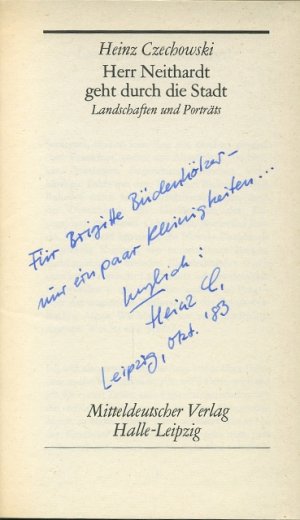 Heinz Czechowski
Herr Neithardt
geht durch die Stadt
Landschaften und Porträts
Für Brigitte Büdenhölzer –
nur ein paar Kleinigkeiten...
herzlich:
Heinz C,
Leipzig, Okt. '83
Mitteldeutscher Verlag
Halle-Leipzig